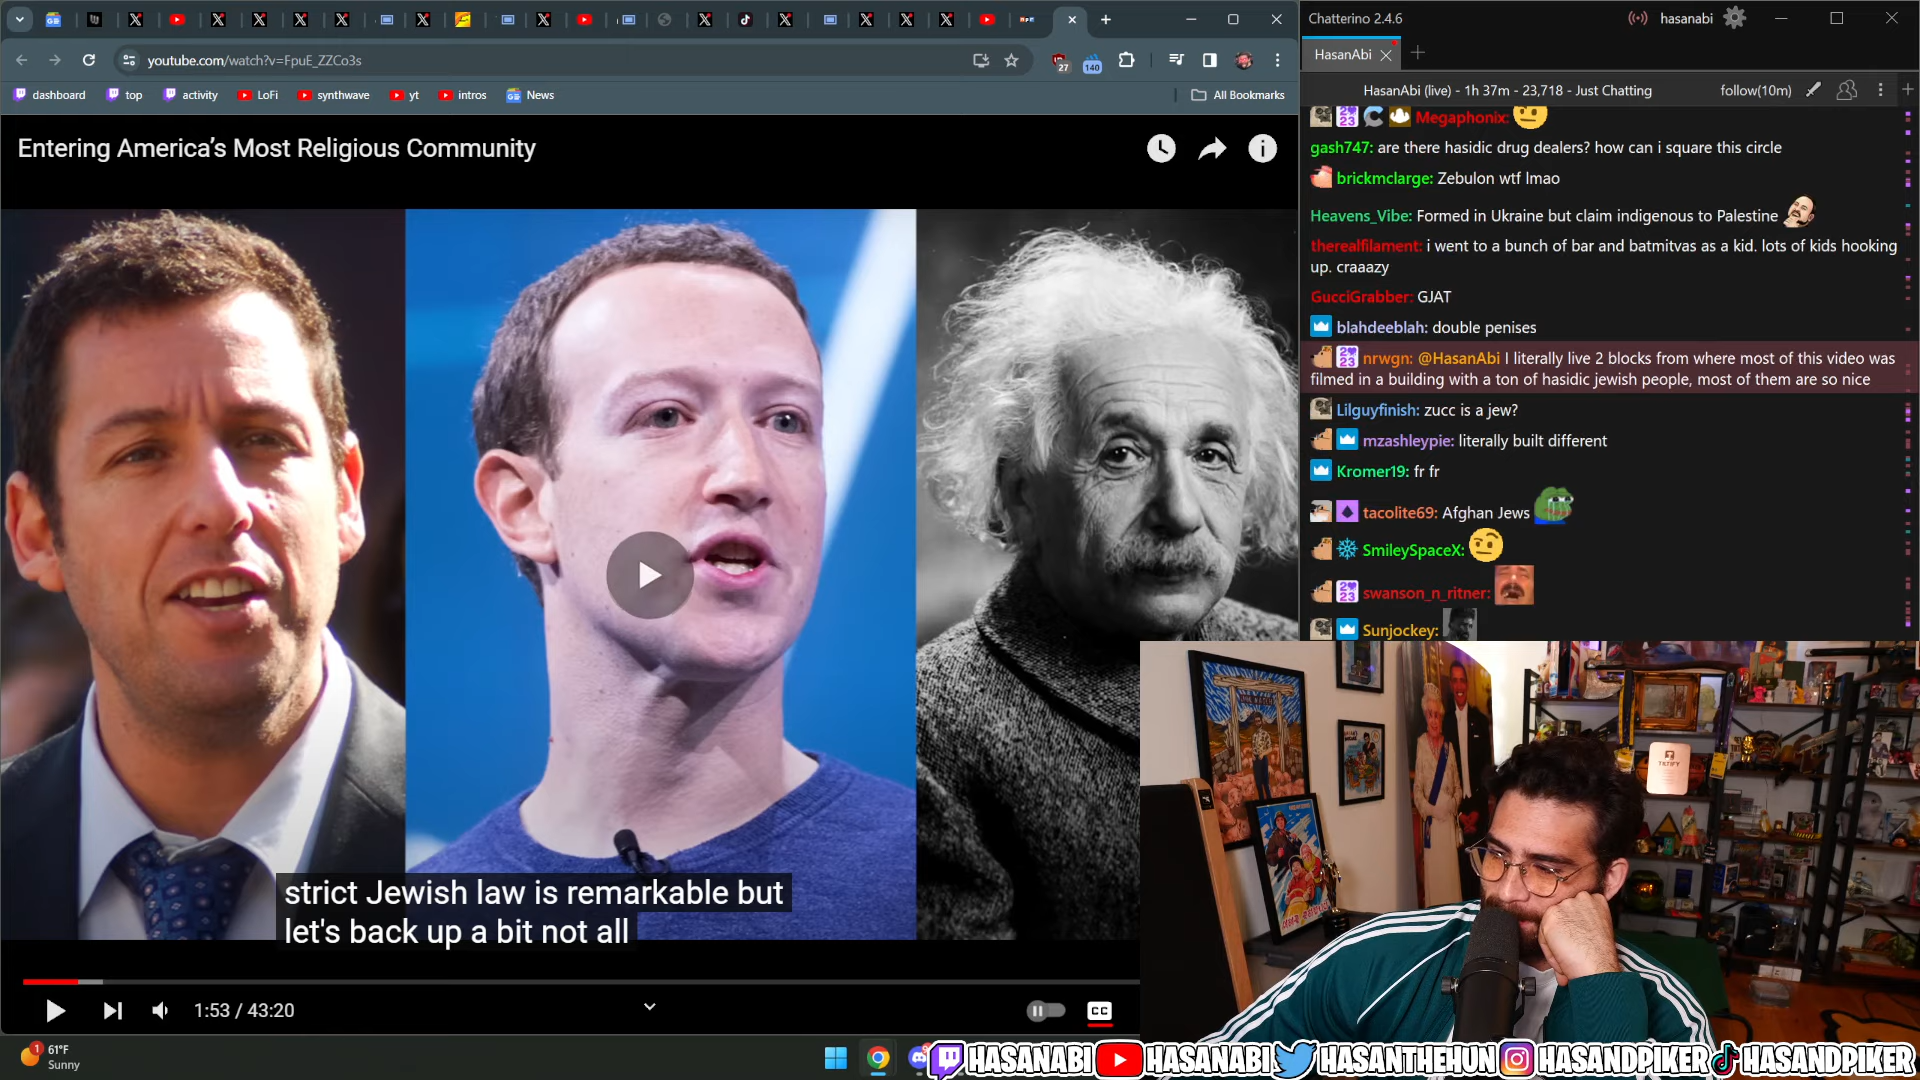 youtube.com/watch?v=FpuE_ZZCo3s
27
140
dashboard
top
activity
LoFi
synthwave
yt
intros
News
All Bookmarks
Entering America's Most Religious Community
strict Jewish law is remarkable but
let's back up a bit not all
1:53 / 43:20
CC
1
61°F
Sunny
Chatterino 2.4.6
hasanabi
HasanAbi
HasanAbi (live) - 1h 37m - 23,718 - Just Chatting
follow(10m)
Megaphonix:
gash747: are there hasidic drug dealers? how can i square this circle
brickmclarge: Zebulon wtf lmao
Heavens_Vibe: Formed in Ukraine but claim indigenous to Palestine
therealfilament: i went to a bunch of bar and batmitvas as a kid. lots of kids hooking
up. craaazy
GucciGrabber: GJAT
blahdeeblah: double penises
nrwgn: @HasanAbi I literally live 2 blocks from where most of this video was
filmed in a building with a ton of hasidic jewish people, most of them are so nice
Lilguyfinish: zucc is a jew?
mzashleypie: literally built different
Kromer19: fr fr
tacolite69: Afghan Jews
SmileySpaceX:
swanson_n_ritner:
Sunjockey:
HASANABI
HASANABI
HASANTHEHUN
HASANDPIKER
HASANDPIKER